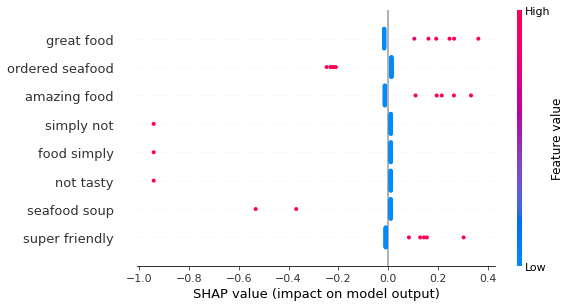 High
great food
ordered seafood
amazing food
simply not
food simply
not tasty
seafood soup
super friendly
Feature value
Low
−1.0 −0.8 −0.6 −0.4 −0.2 0.0 0.2 0.4
SHAP value (impact on model output)